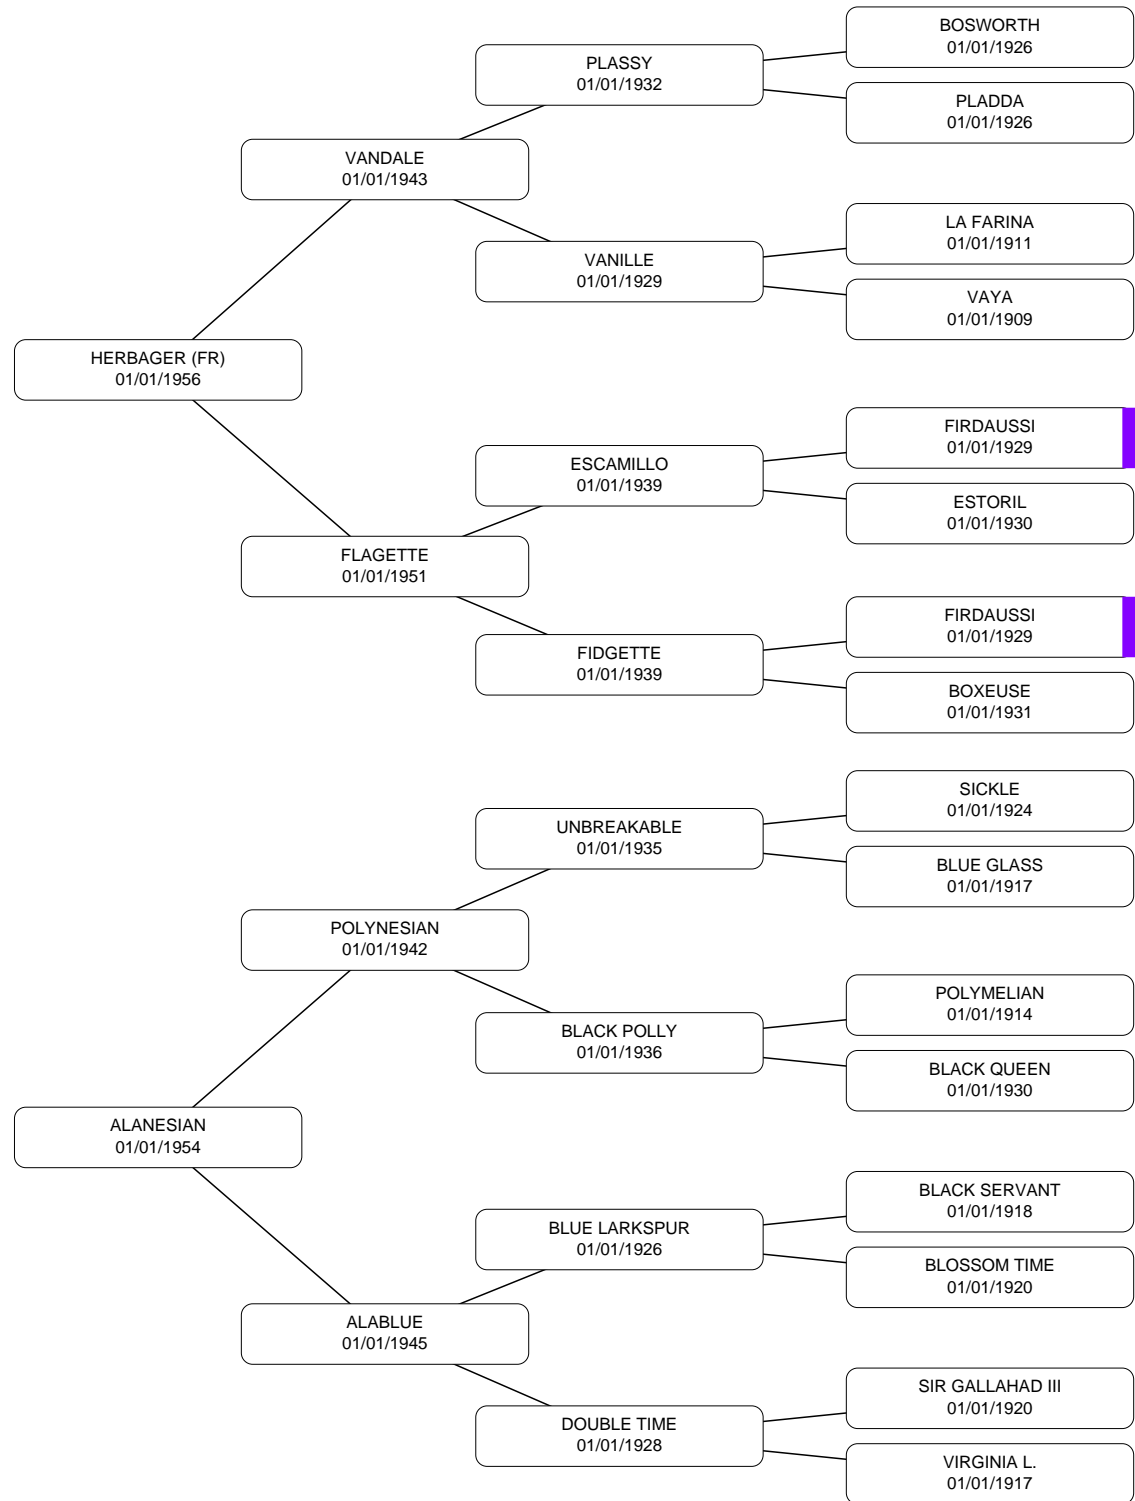 BOSWORTH
01/01/1926
PLASSY
01/01/1932
PLADDA
01/01/1926
VANDALE
01/01/1943
LA FARINA
01/01/1911
VANILLE
01/01/1929
VAYA
01/01/1909
HERBAGER (FR)
01/01/1956
FIRDAUSSI
01/01/1929
ESCAMILLO
01/01/1939
ESTORIL
01/01/1930
FLAGETTE
01/01/1951
FIRDAUSSI
01/01/1929
FIDGETTE
01/01/1939
BOXEUSE
01/01/1931
SICKLE
01/01/1924
UNBREAKABLE
01/01/1935
BLUE GLASS
01/01/1917
POLYNESIAN
01/01/1942
POLYMELIAN
01/01/1914
BLACK POLLY
01/01/1936
BLACK QUEEN
01/01/1930
ALANESIAN
01/01/1954
BLACK SERVANT
01/01/1918
BLUE LARKSPUR
01/01/1926
BLOSSOM TIME
01/01/1920
ALABLUE
01/01/1945
SIR GALLAHAD III
01/01/1920
DOUBLE TIME
01/01/1928
VIRGINIA L.
01/01/1917